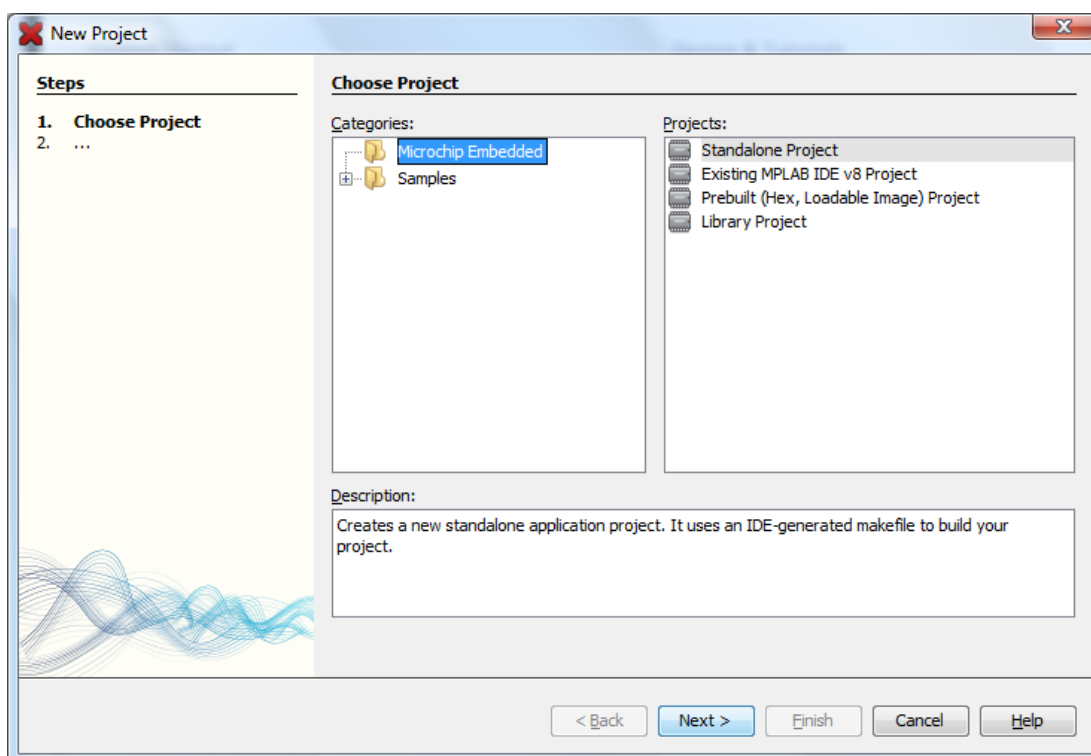 New Project
Steps
1. Choose Project
2. ...
Choose Project
Categories:
Microchip Embedded
Samples
Projects:
Standalone Project
Existing MPLAB IDE v8 Project
Prebuilt (Hex, Loadable Image) Project
Library Project
Description:
Creates a new standalone application project. It uses an IDE-generated makefile to build your
project.
< Back
Next >
Finish
Cancel
Help